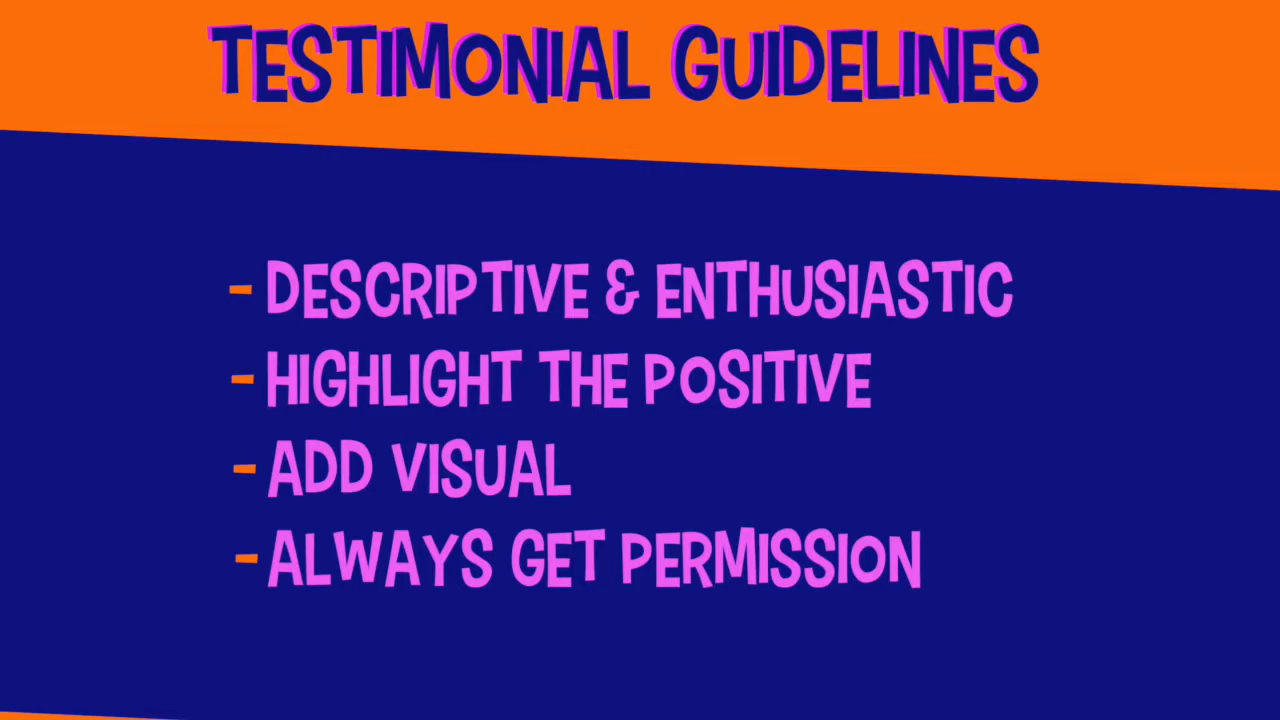 TESTIMONIAL GUIDELINES
- DESCRIPTIVE & ENTHUSIASTIC
- HIGHLIGHT THE POSITIVE
- ADD VISUAL
- ALWAYS GET PERMISSION